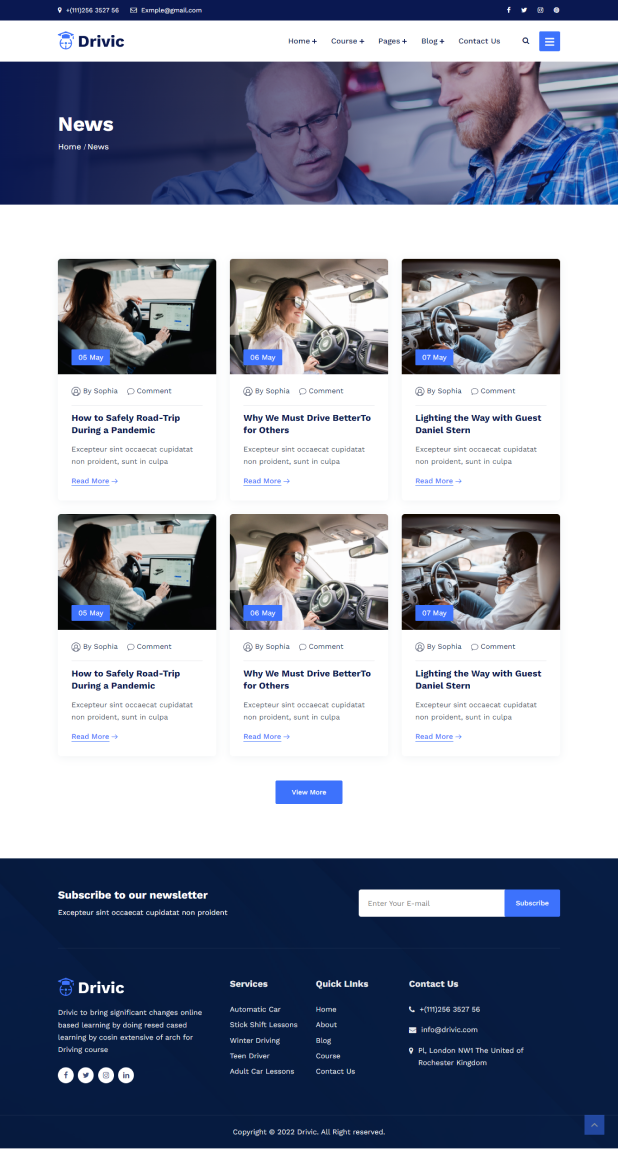 +(111)256 3527 56 Exmple@gmail.com
Drivic Home + Course + Pages + Blog + Contact Us
News
Home / News
05 May 06 May 07 May
By Sophia Comment By Sophia Comment By Sophia Comment
How to Safely Road-Trip Why We Must Drive BetterTo Lighting the Way with Guest
During a Pandemic for Others Daniel Stern
Excepteur sint occaecat cupidatat Excepteur sint occaecat cupidatat Excepteur sint occaecat cupidatat
non proident, sunt in culpa non proident, sunt in culpa non proident, sunt in culpa
Read More → Read More → Read More →
05 May 06 May 07 May
By Sophia Comment By Sophia Comment By Sophia Comment
How to Safely Road-Trip Why We Must Drive BetterTo Lighting the Way with Guest
During a Pandemic for Others Daniel Stern
Excepteur sint occaecat cupidatat Excepteur sint occaecat cupidatat Excepteur sint occaecat cupidatat
non proident, sunt in culpa non proident, sunt in culpa non proident, sunt in culpa
Read More → Read More → Read More →
View More
Subscribe to our newsletter
Excepteur sint occaecat cupidatat non proident
Enter Your E-mail Subscribe
Drivic
Drivic to bring significant changes online
based learning by doing resed cased
learning by cosin extensive of arch for
Driving course
Services
Automatic Car
Stick Shift Lessons
Winter Driving
Teen Driver
Adult Car Lessons
Quick LInks
Home
About
Blog
Course
Contact Us
Contact Us
+(111)256 3527 56
info@drivic.com
Pl, London NW1 The United of
Rochester Kingdom
Copyright © 2022 Drivic. All Right reserved.